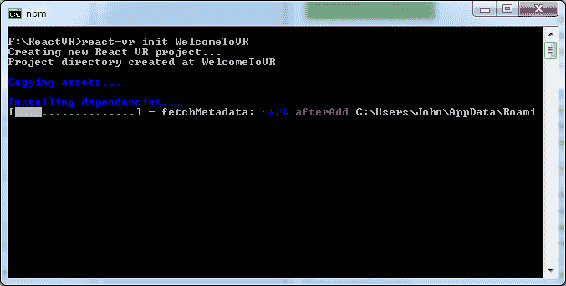 npm
F:\ReactVR>react-vr init WelcomeToVR
Creating new React VR project...
Project directory created at WelcomeToVR
Copying assets...
Installing dependencies...
[ ..............] - fetchMetadata: afterAdd C:\Users\John\AppData\Roami